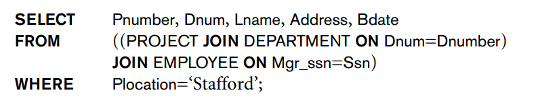 SELECT Pnumber, Dnum, Lname, Address, Bdate
FROM ((PROJECT JOIN DEPARTMENT ON Dnum=Dnumber)
JOIN EMPLOYEE ON Mgr_ssn=Ssn)
WHERE Plocation=‘Stafford’;